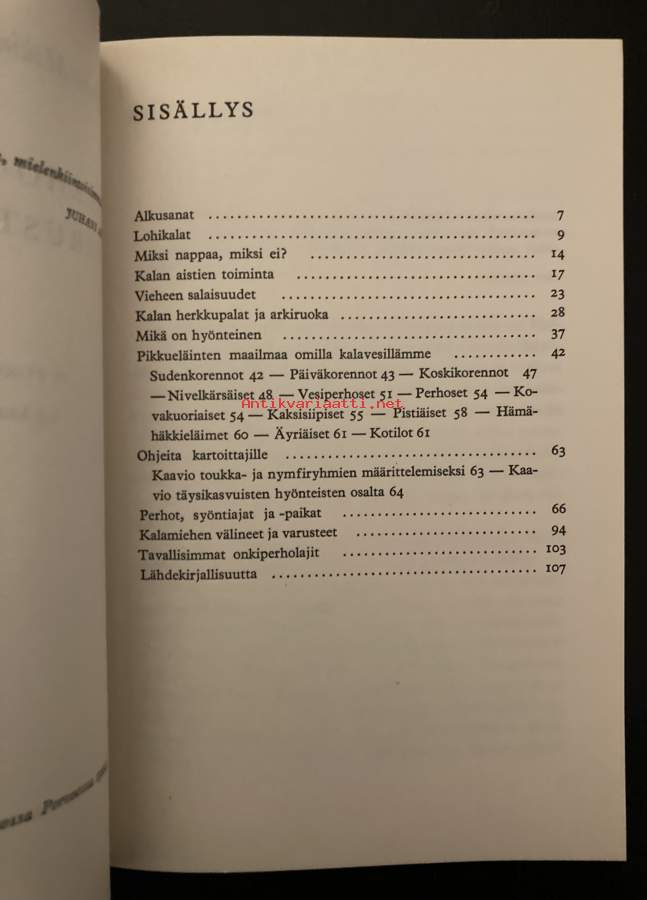 mielenkiinto
SISÄLLYS
Alkusanat .......... 7
Lohikalat .......... 9
Miksi nappaa, miksi ei? .......... 14
Kalan aistien toiminta .......... 17
Vieheen salaisuudet .......... 23
Kalan herkkupalat ja arkiruoka .......... 28
Mikä on hyönteinen .......... 37
Pikkueläinten maailmaa omilla kalavesillämme .......... 42
Sudenkorennot 42 — Päiväkorennot 43 — Koskikorennot 47
— Nivelkärsäiset 48 — Vesiperhoset 51 — Perhoset 54 — Ko-
vakuoriaiset 54 — Kaksisiipiset 55 — Pistiäiset 58 — Hämä-
häkkieläimet 60 — Äyriäiset 61 — Kotilot 61
Antikvariaatti.net
Ohjeita kartoittajille .......... 63
Kaavio toukka- ja nymfiryhmien määrittelemiseksi 63 — Kaa-
vio täysikasvuisten hyönteisten osalta 64
Perhot, syöntiajat ja -paikat .......... 66
Kalamiehen välineet ja varusteet .......... 94
Tavallisimmat onkiperholajit .......... 103
Lähdekirjallisuutta .......... 107